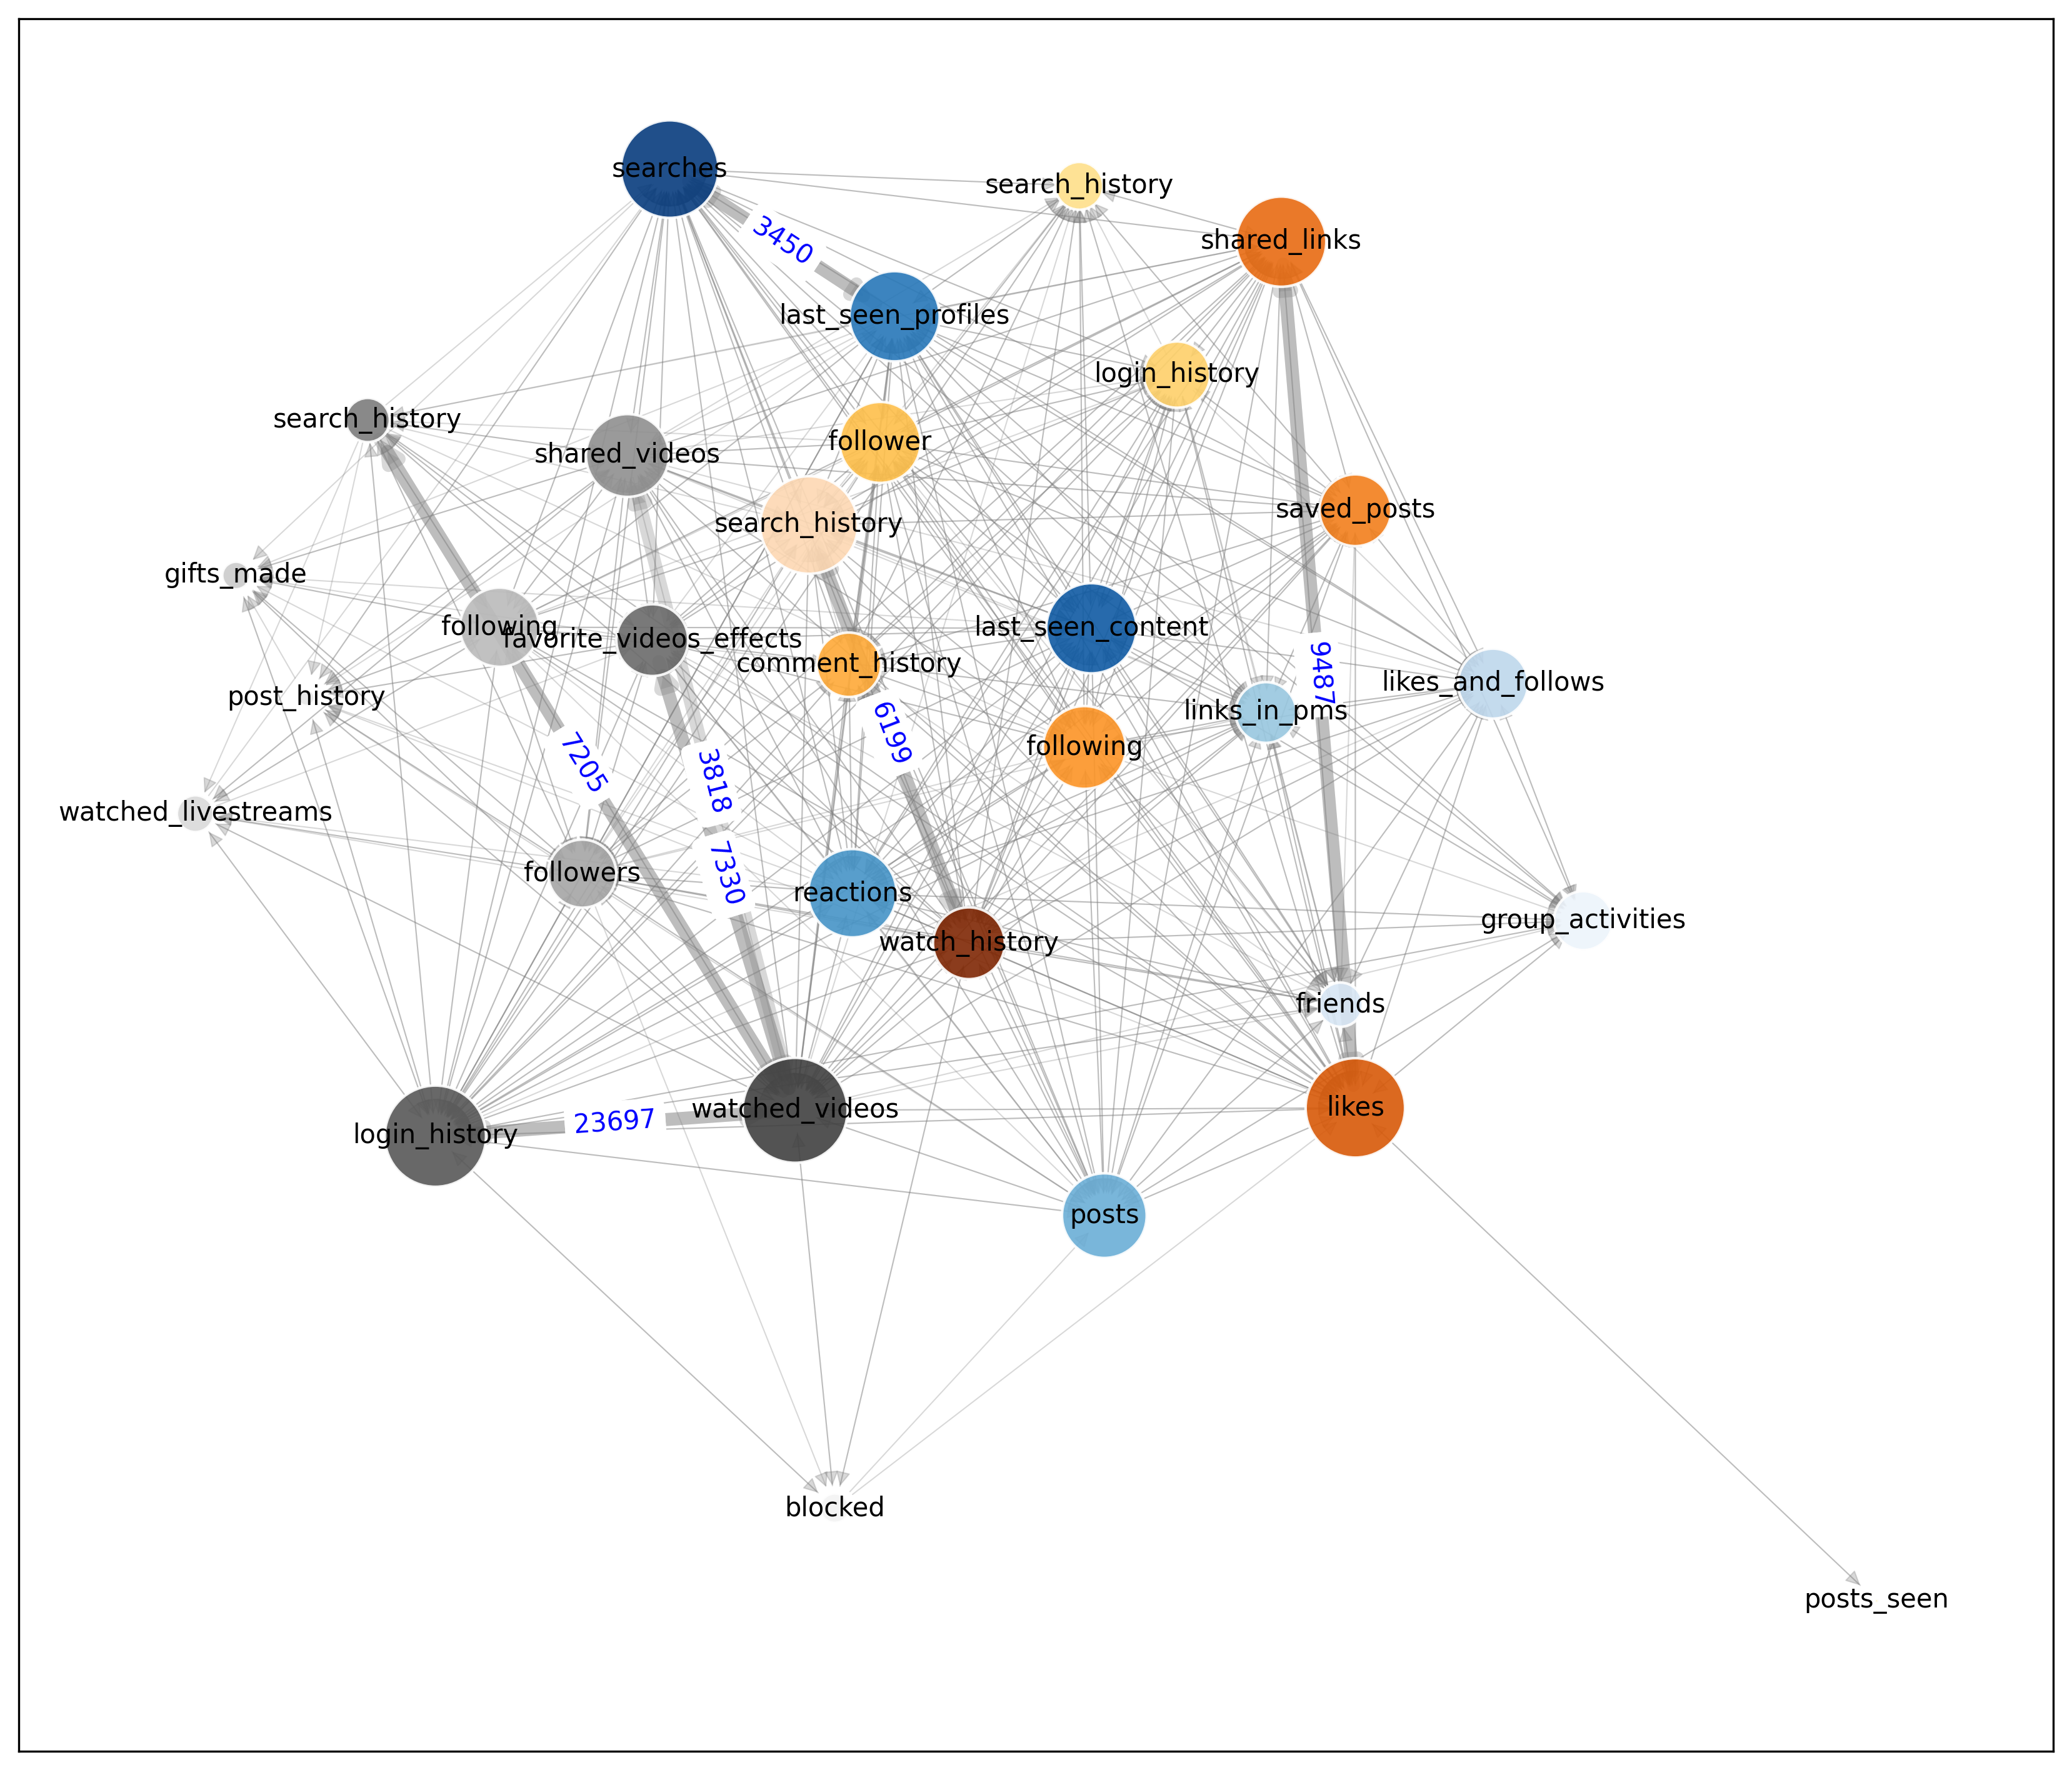 searches
search_history
shared_links
3450
last_seen_profiles
login_history
search_history
shared_videos
follower
search_history
saved_posts
gifts_made
following
favorite_videos_effects
comment_history
last_seen_content
9487
likes_and_follows
post_history
links_in_pms
6199
following
7205
3818
watched_livestreams
7330
followers
reactions
watch_history
group_activities
friends
23697
watched_videos
likes
login_history
posts
blocked
posts_seen